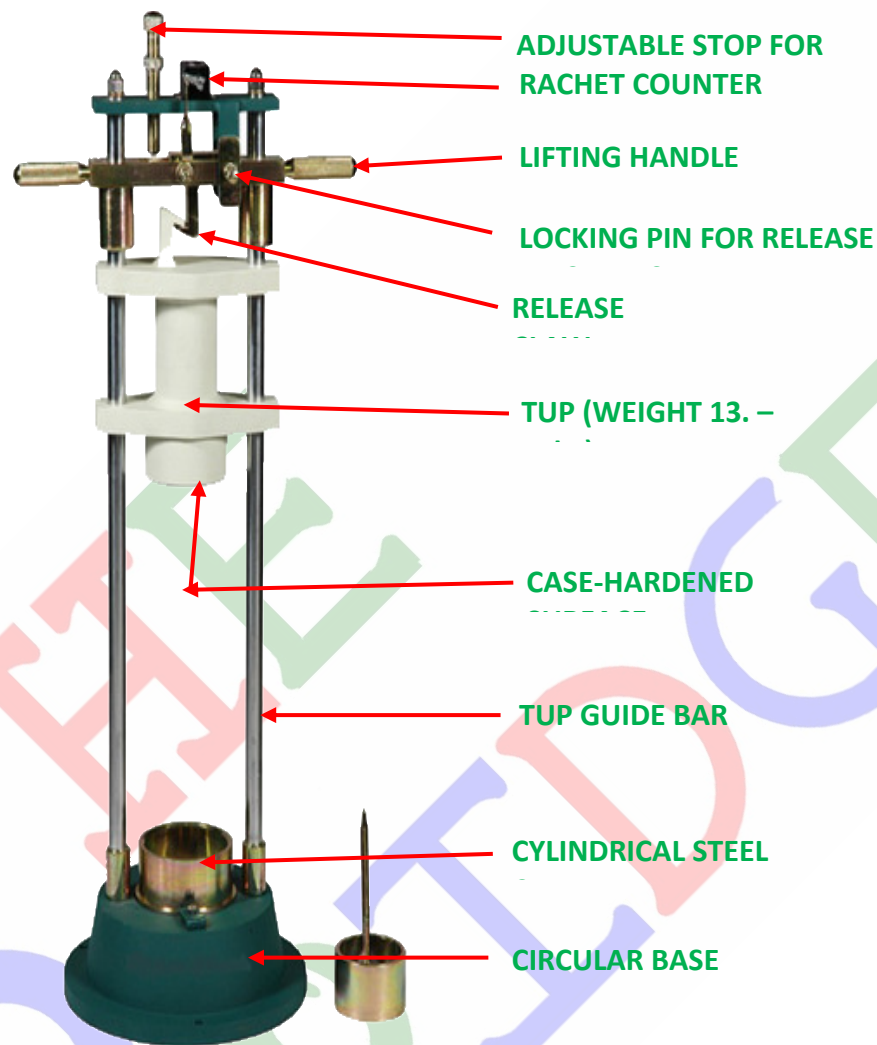 ADJUSTABLE STOP FOR
RACHET COUNTER
LIFTING HANDLE
LOCKING PIN FOR RELEASE
RELEASE
TUP (WEIGHT 13. –
CASE-HARDENED
TUP GUIDE BAR
CYLINDRICAL STEEL
CIRCULAR BASE